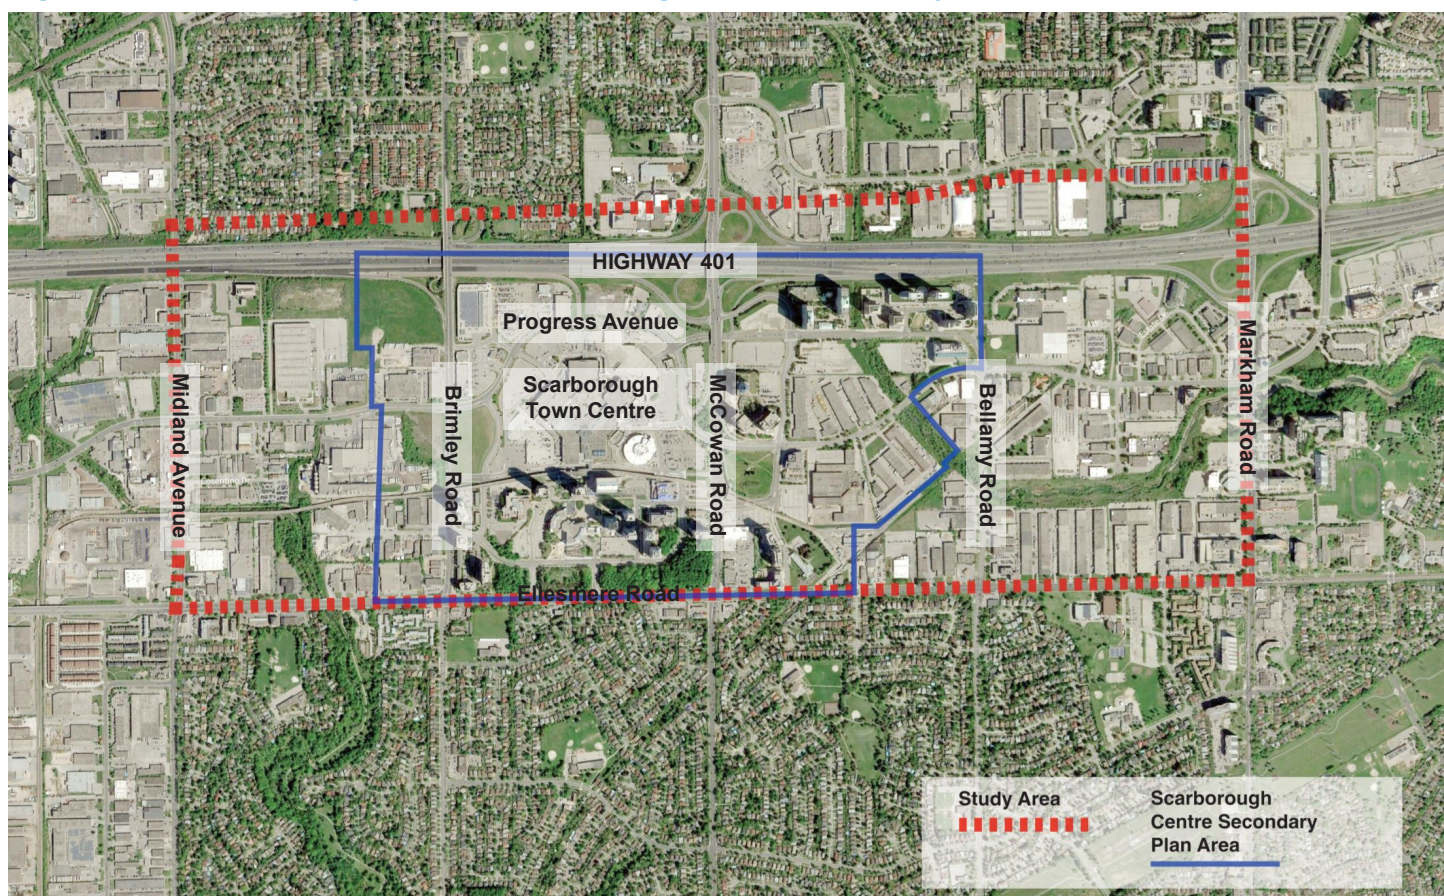 HIGHWAY 401
Progress Avenue
Scarborough
Town Centre
Midland Avenue
Brimley Road
McCowan Road
Bellamy Road
Markham Road
Ellesmere Road
Study Area
Scarborough
Centre Secondary
Plan Area